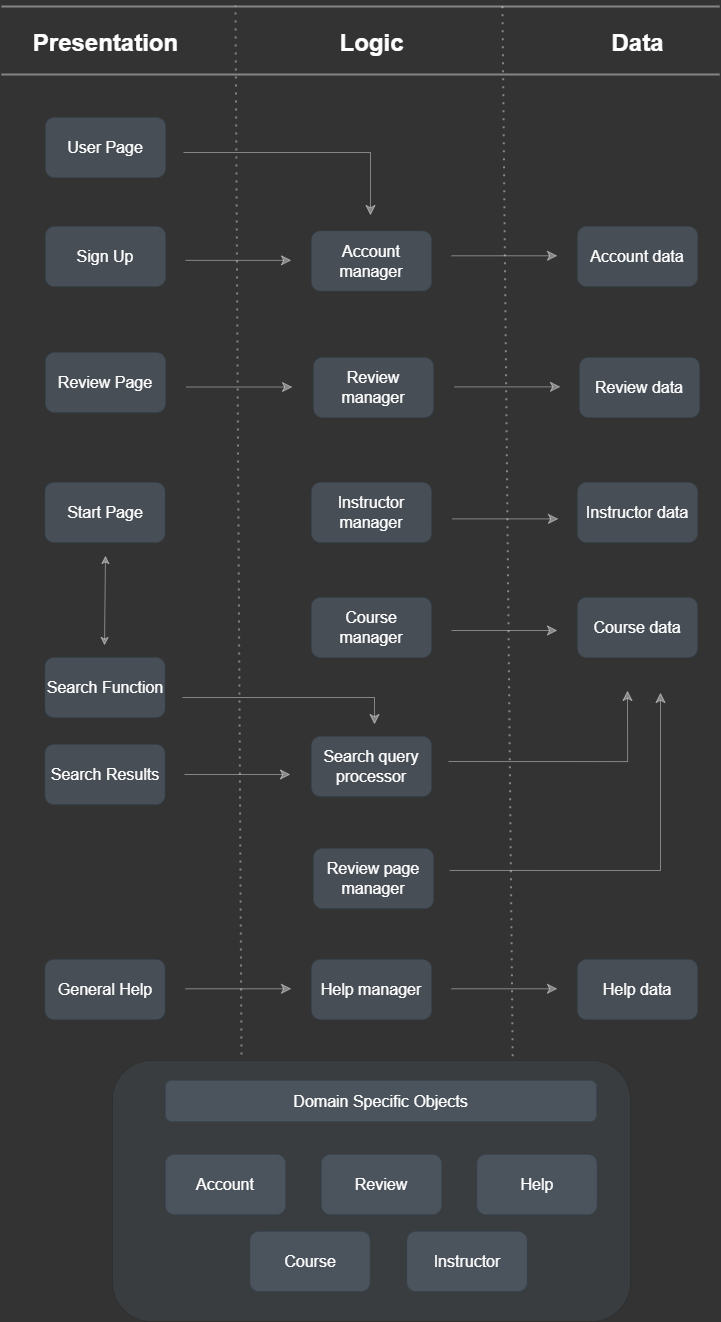 Presentation
Logic
Data
User Page
Sign Up
Account
manager
Account data
Review Page
Review
manager
Review data
Start Page
Instructor
manager
Instructor data
Course
manager
Course data
Search Function
Search Results
Search query
processor
Review page
manager
General Help
Help manager
Help data
Domain Specific Objects
Account
Review
Help
Course
Instructor